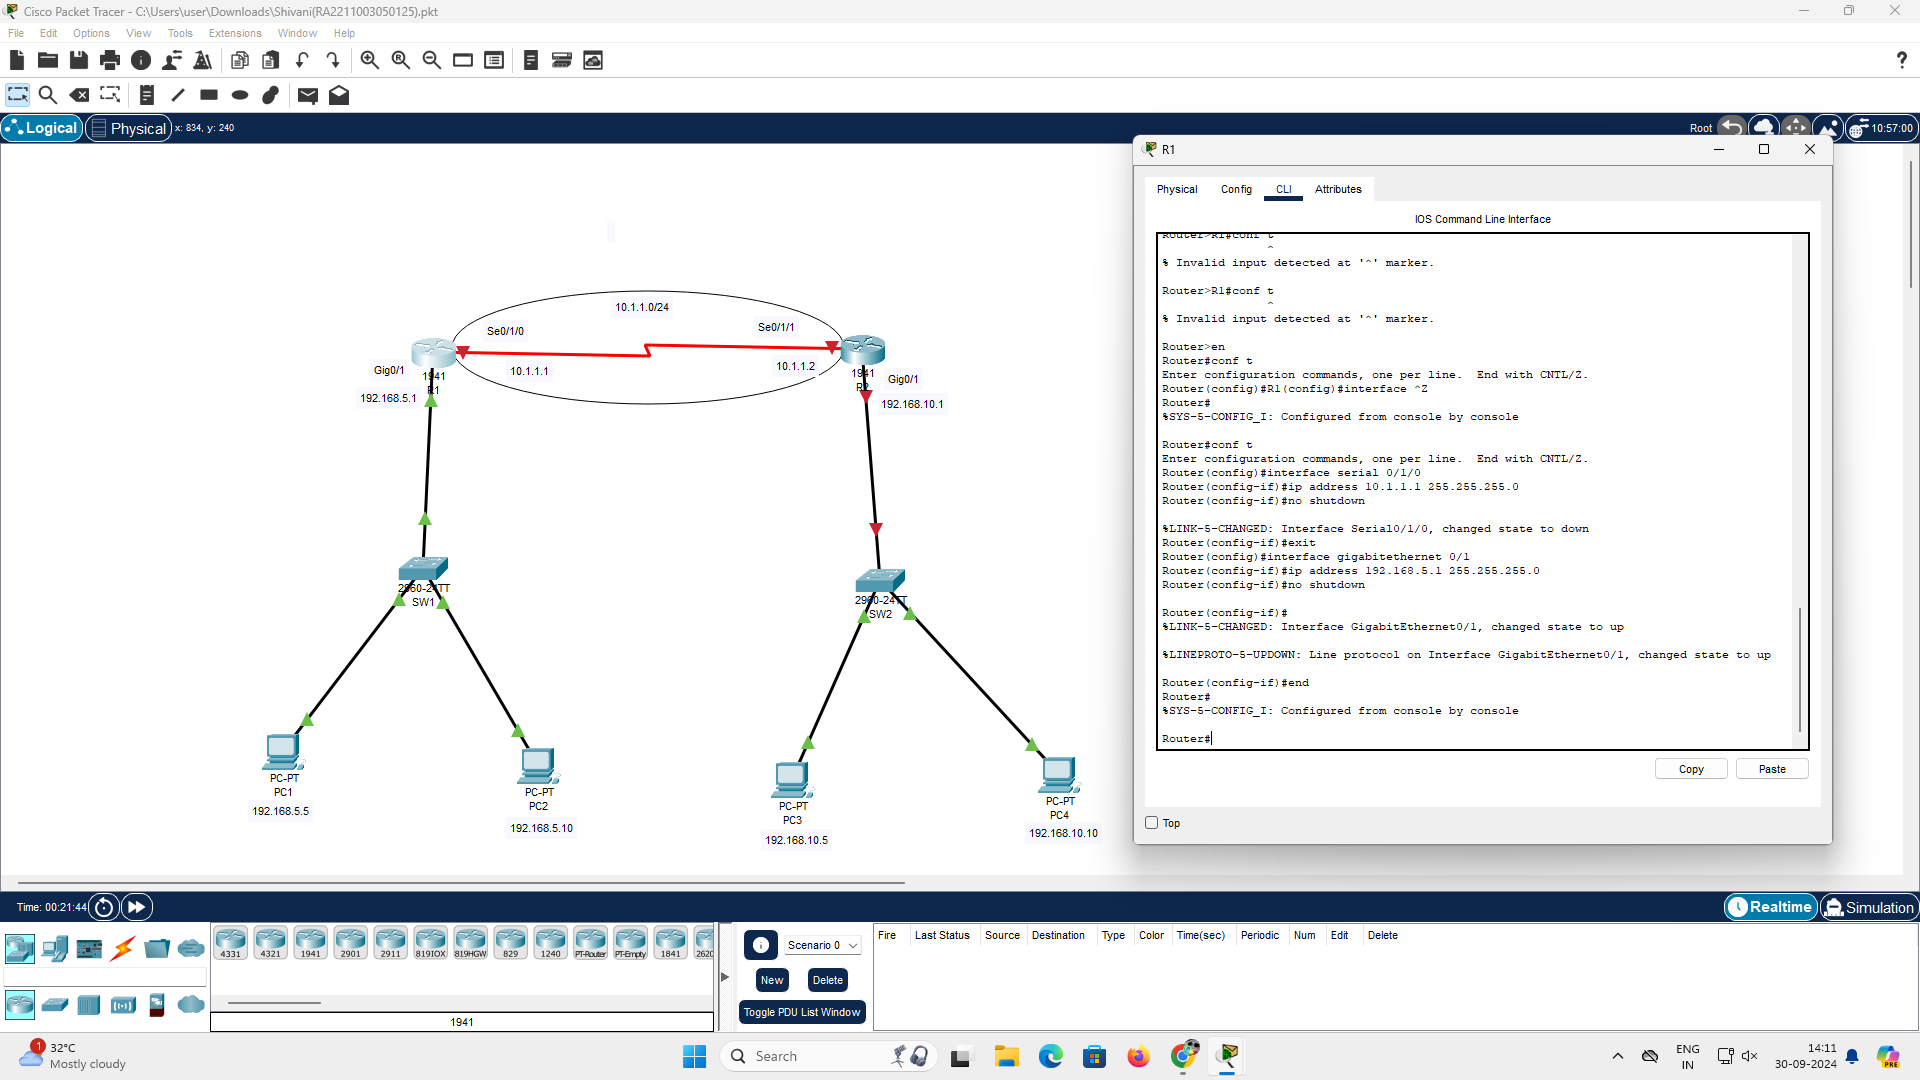 Cisco Packet Tracer - C:\Users\user\Downloads\Shivani(RA2211003050125).pkt
File Edit Options View Tools Extensions Window Help
Logical Physical x: 834, y: 240 Root 10:57:00
10.1.1.0/24
Se0/1/0 Se0/1/1
Gig0/1 10.1.1.1 10.1.1.2 Gig0/1
1941
R1
1941
R2
192.168.5.1 192.168.10.1
2960-24TT
SW1
2960-24TT
SW2
PC-PT
PC1
192.168.5.5
PC-PT
PC2
192.168.5.10
PC-PT
PC3
192.168.10.5
PC-PT
PC4
192.168.10.10
R1
Physical Config CLI Attributes
IOS Command Line Interface
Router>R1#conf t
^
% Invalid input detected at '^' marker.
Router>R1#conf t
^
% Invalid input detected at '^' marker.
Router>en
Router#conf t
Enter configuration commands, one per line. End with CNTL/Z.
Router(config)#R1(config)#interface ^Z
Router#
%SYS-5-CONFIG_I: Configured from console by console
Router#conf t
Enter configuration commands, one per line. End with CNTL/Z.
Router(config)#interface serial 0/1/0
Router(config-if)#ip address 10.1.1.1 255.255.255.0
Router(config-if)#no shutdown
%LINK-5-CHANGED: Interface Serial0/1/0, changed state to down
Router(config-if)#exit
Router(config)#interface gigabitethernet 0/1
Router(config-if)#ip address 192.168.5.1 255.255.255.0
Router(config-if)#no shutdown
Router(config-if)#
%LINK-5-CHANGED: Interface GigabitEthernet0/1, changed state to up
%LINEPROTO-5-UPDOWN: Line protocol on Interface GigabitEthernet0/1, changed state to up
Router(config-if)#end
Router#
%SYS-5-CONFIG_I: Configured from console by console
Router#
Copy Paste
Top
Time: 00:21:44 Realtime Simulation
4331 4321 1941 2901 2911 819IOX 819HGW 829 1240 PT-Router PT-Empty 1841 2620
1941
Scenario 0
New Delete
Toggle PDU List Window
Fire Last Status Source Destination Type Color Time(sec) Periodic Num Edit Delete
1
32°C
Mostly cloudy
Search
ENG
IN
14:11
30-09-2024
PRE